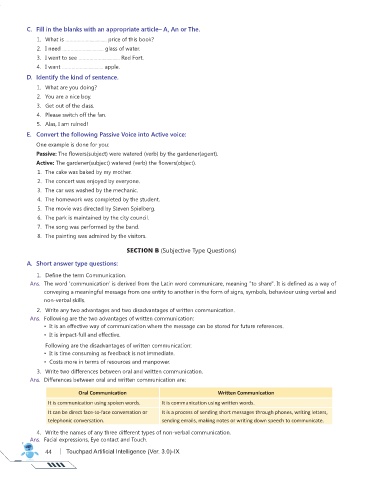 C. Fill in the blanks with an appropriate article– A, An or The.
1. What is ........................ price of this book?
2. I need ........................ glass of water.
3. I want to see ........................ Red Fort.
4. I want ........................ apple.
D. Identify the kind of sentence.
1. What are you doing?
2. You are a nice boy.
3. Get out of the class.
4. Please switch off the fan.
5. Alas, I am ruined!
E. Convert the following Passive Voice into Active voice:
One example is done for you:
Passive: The flowers(subject) were watered (verb) by the gardener(agent).
Active: The gardener(subject) watered (verb) the flowers(object).
1. The cake was baked by my mother.
2. The concert was enjoyed by everyone.
3. The car was washed by the mechanic.
4. The homework was completed by the student.
5. The movie was directed by Steven Spielberg.
6. The park is maintained by the city council.
7. The song was performed by the band.
8. The painting was admired by the visitors.
SECTION B (Subjective Type Questions)
A. Short answer type questions:
1. Define the term Communication.
Ans. The word 'communication' is derived from the Latin word communicare, meaning "to share". It is defined as a way of
conveying a meaningful message from one entity to another in the form of signs, symbols, behaviour using verbal and
non-verbal skills.
2. Write any two advantages and two disadvantages of written communication.
Ans. Following are the two advantages of written communication:
• It is an effective way of communication where the message can be stored for future references.
• It is impact-full and effective.
Following are the disadvantages of written communication:
• It is time consuming as feedback is not immediate.
• Costs more in terms of resources and manpower.
3. Write two differences between oral and written communication.
Ans. Differences between oral and written communication are:
Oral Communication Written Communication
It is communication using spoken words. It is communication using written words.
It can be direct face-to-face conversation or It is a process of sending short messages through phones, writing letters,
telephonic conversation. sending emails, making notes or writing down speech to communicate.
4. Write the names of any three different types of non-verbal communication.
Ans. Facial expressions, Eye contact and Touch
44 | Touchpad Artificial Intelligence (Ver. 3.0)-IX